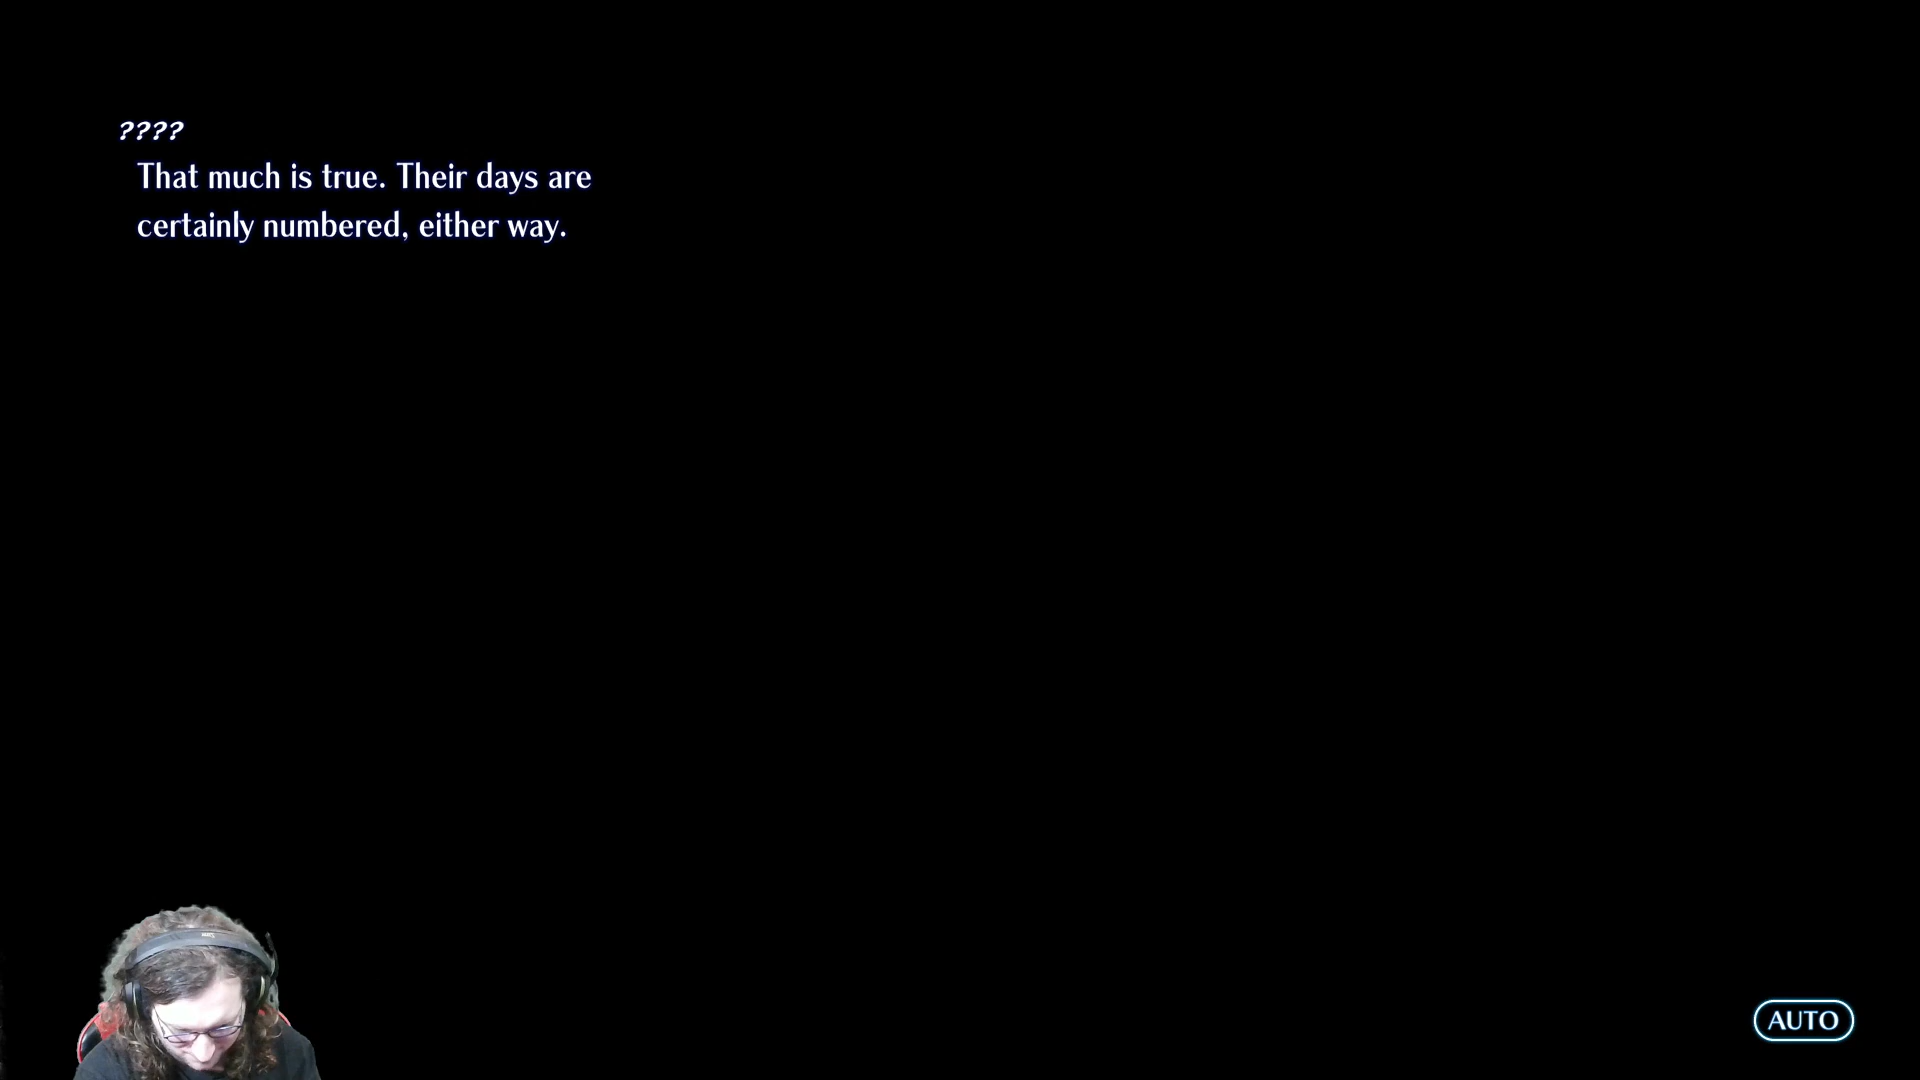 ????
That much is true. Their days are
certainly numbered, either way.
AUTO